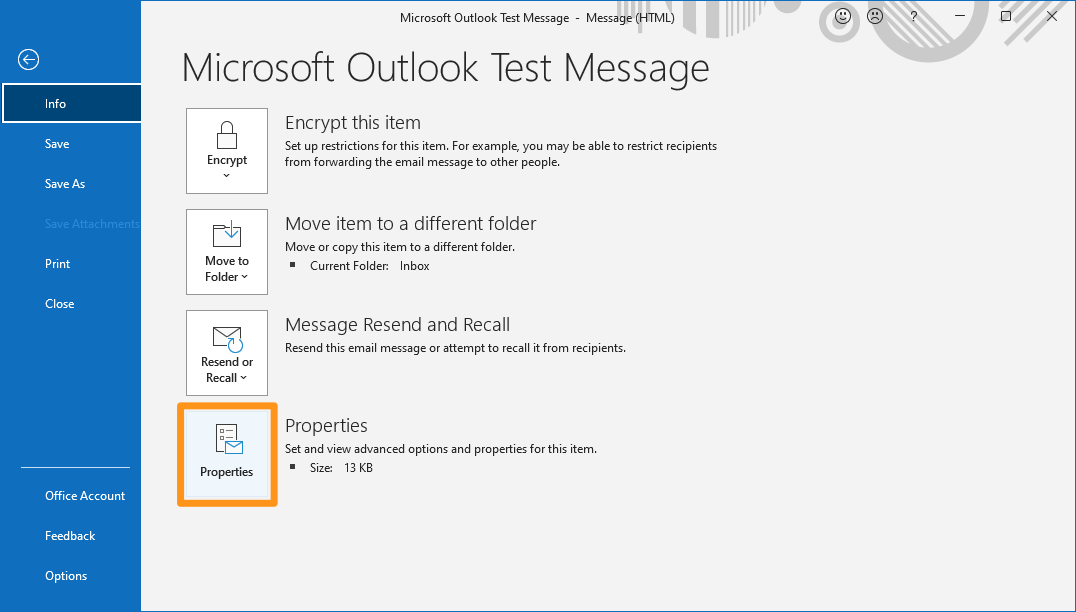 Microsoft Outlook Test Message - Message (HTML)
?
Info
Save
Save As
Save Attachments
Print
Close
Office Account
Feedback
Options
Microsoft Outlook Test Message
Encrypt
Encrypt this item
Set up restrictions for this item. For example, you may be able to restrict recipients
from forwarding the email message to other people.
Move to
Folder
Move item to a different folder
Move or copy this item to a different folder.
Current Folder: Inbox
Resend or
Recall
Message Resend and Recall
Resend this email message or attempt to recall it from recipients.
Properties
Properties
Set and view advanced options and properties for this item.
Size: 13 KB